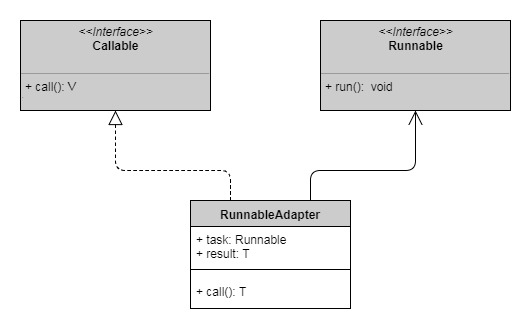 <<Interface>>
Callable
+ call(): V
<<Interface>>
Runnable
+ run(): void
RunnableAdapter
+ task: Runnable
+ result: T
+ call(): T